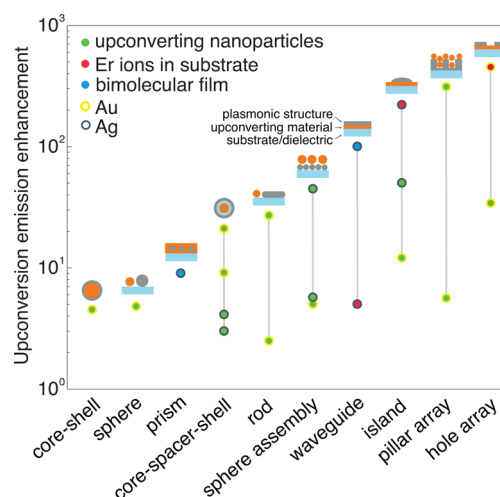 Upconversion emission enhancement
10³
10²
10¹
10⁰
upconverting nanoparticles
Er ions in substrate
bimolecular film
Au
Ag
plasmonic structure
upconverting material
substrate/dielectric
core-shell
sphere
prism
core-spacer-shell
rod
sphere assembly
waveguide
island
pillar array
hole array